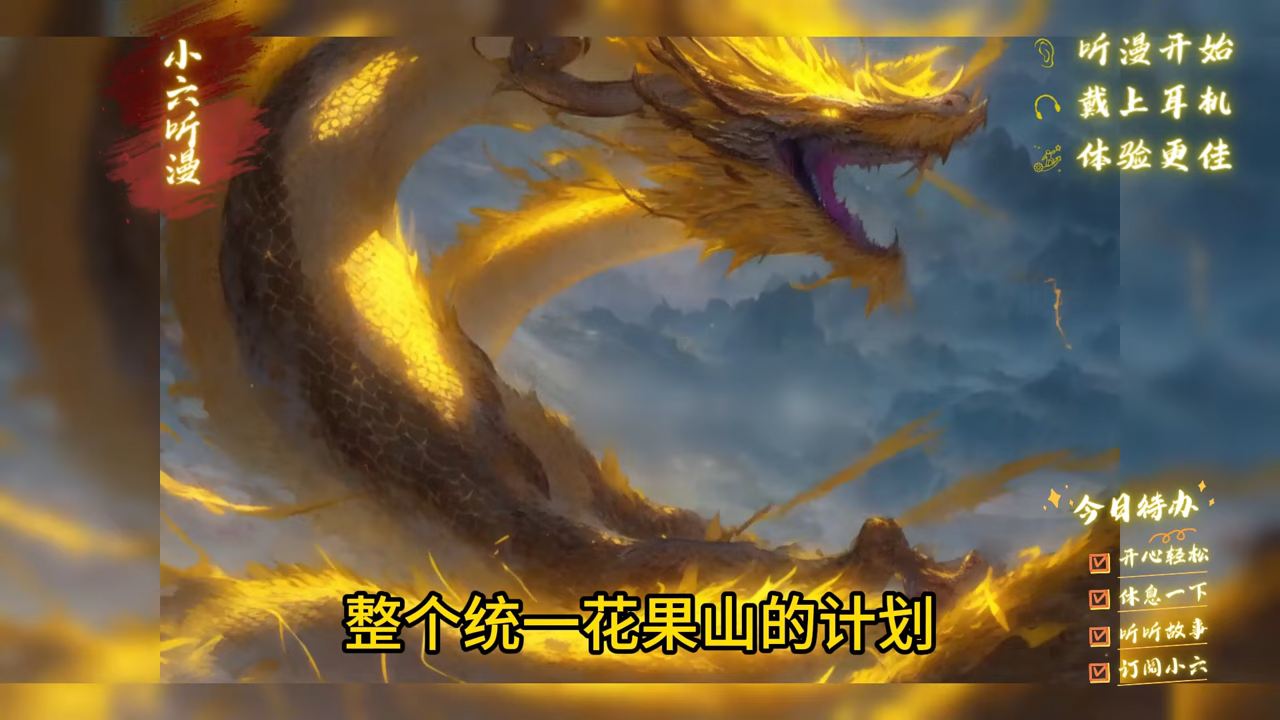 小六听漫
听漫开始
戴上耳机
体验更佳
今日待办
开心轻松
休息一下
听听故事
订阅小六
整个统一花果山的计划